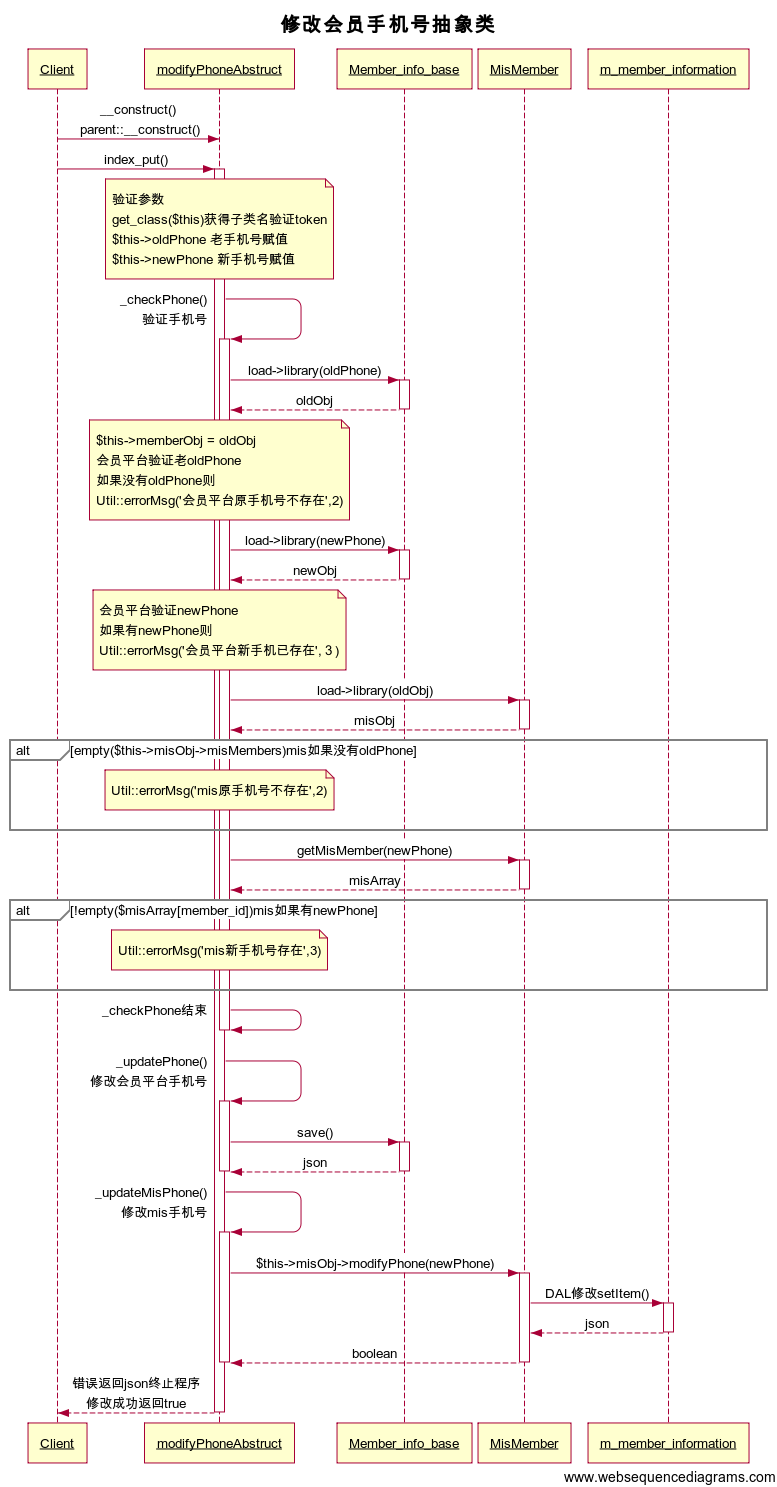 修改会员手机号抽象类
Client
modifyPhoneAbstruct
Member_info_base
MisMember
m_member_information
__construct()
parent::__construct()
index_put()
验证参数
get_class($this)获得子类名验证token
$this->oldPhone 老手机号赋值
$this->newPhone 新手机号赋值
_checkPhone()
验证手机号
load->library(oldPhone)
oldObj
$this->memberObj = oldObj
会员平台验证老oldPhone
如果没有oldPhone则
Util::errorMsg('会员平台原手机号不存在',2)
load->library(newPhone)
newObj
会员平台验证newPhone
如果有newPhone则
Util::errorMsg('会员平台新手机已存在', 3 )
load->library(oldObj)
misObj
alt [empty($this->misObj->misMembers)mis如果没有oldPhone]
Util::errorMsg('mis原手机号不存在',2)
getMisMember(newPhone)
misArray
alt [!empty($misArray[member_id])mis如果有newPhone]
Util::errorMsg('mis新手机号存在',3)
_checkPhone结束
_updatePhone()
修改会员平台手机号
save()
json
_updateMisPhone()
修改mis手机号
$this->misObj->modifyPhone(newPhone)
DAL修改setItem()
json
boolean
错误返回json终止程序
修改成功返回true
Client
modifyPhoneAbstruct
Member_info_base
MisMember
m_member_information
www.websequencediagrams.com